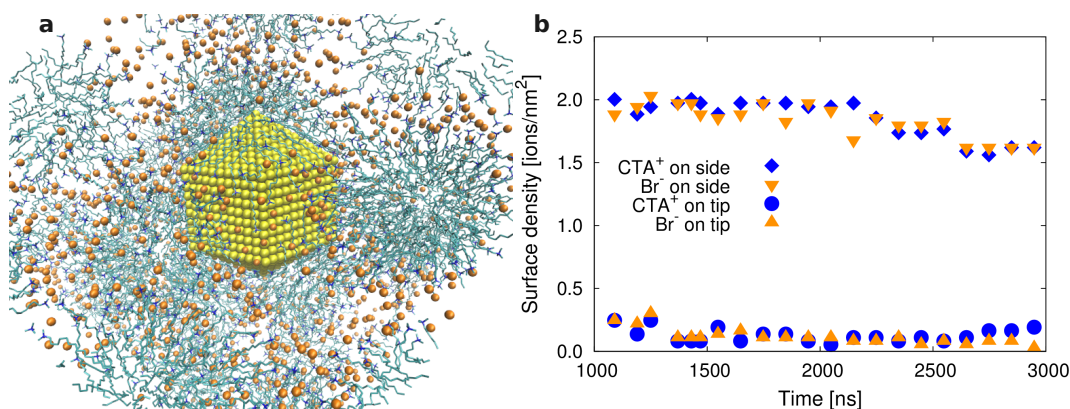 a
b
2.5
2.0
1.5
1.0
0.5
0.0
Surface density [ions/nm²]
CTA⁺ on side
Br⁻ on side
CTA⁺ on tip
Br⁻ on tip
1000
1500
2000
2500
3000
Time [ns]